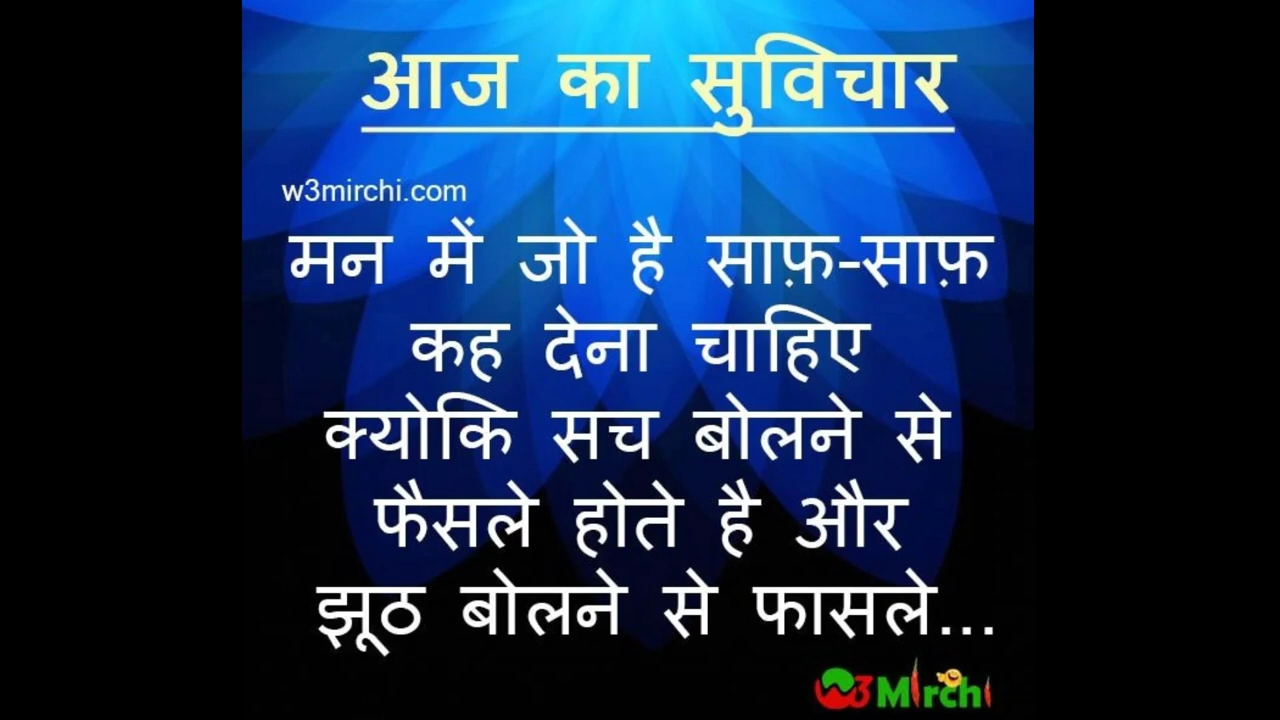 आज का सुविचार
w3mirchi.com
मन में जो है साफ़-साफ़
कह देना चाहिए
क्योकि सच बोलने से
फैसले होते है और
झूठ बोलने से फासले...
W3Mirchi